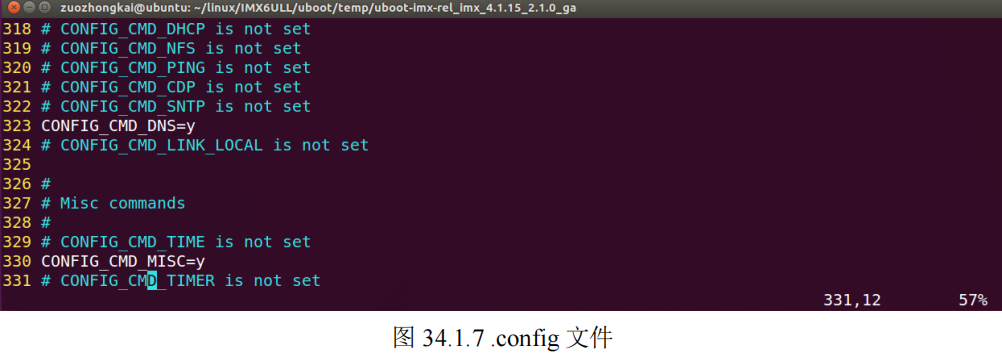 zuozhongkai@ubuntu: ~/linux/IMX6ULL/uboot/temp/uboot-imx-rel_imx_4.1.15_2.1.0_ga
318 # CONFIG_CMD_DHCP is not set
319 # CONFIG_CMD_NFS is not set
320 # CONFIG_CMD_PING is not set
321 # CONFIG_CMD_CDP is not set
322 # CONFIG_CMD_SNTP is not set
323 CONFIG_CMD_DNS=y
324 # CONFIG_CMD_LINK_LOCAL is not set
325
326 #
327 # Misc commands
328 #
329 # CONFIG_CMD_TIME is not set
330 CONFIG_CMD_MISC=y
331 # CONFIG_CMD_TIMER is not set
331,12 57%
图 34.1.7 .config 文件